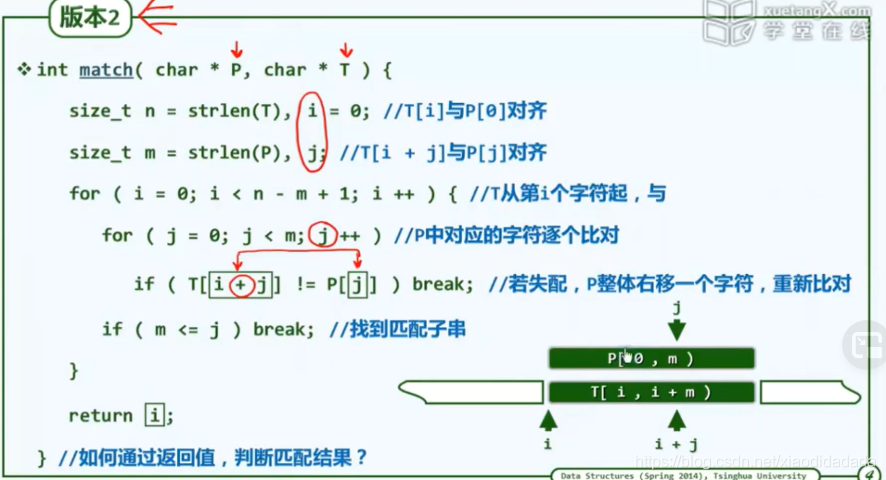 版本2
xuetangX.com
学堂在线
❖int match( char * P, char * T ) {
size_t n = strlen(T), i = 0; //T[i]与P[0]对齐
size_t m = strlen(P), j; //T[i + j]与P[j]对齐
for ( i = 0; i < n - m + 1; i ++ ) { //T从第i个字符起，与
for ( j = 0; j < m; j ++ ) //P中对应的字符逐个比对
if ( T[i + j] != P[j] ) break; //若失配，P整体右移一个字符，重新比对
if ( m <= j ) break; //找到匹配子串
}
return i;
} //如何通过返回值，判断匹配结果？
j
P[ 0 , m )
T[ i , i + m )
i
i + j
https://blog.csdn.net/xiaodidadada
Data Structures (Spring 2014), Tsinghua University
4